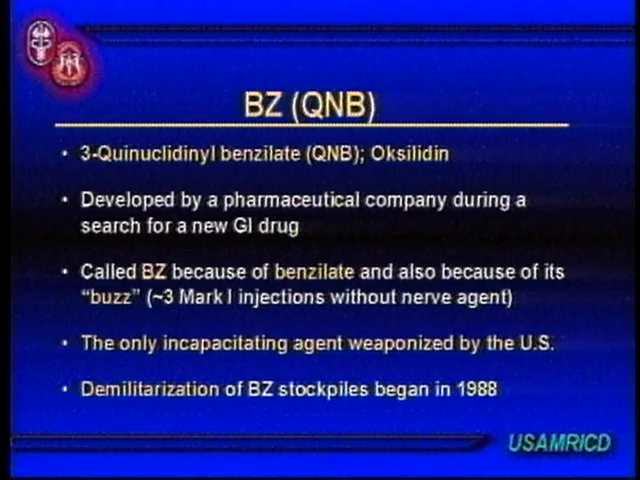 BZ (QNB)
• 3-Quinuclidinyl benzilate (QNB); Oksilidin
• Developed by a pharmaceutical company during a
search for a new GI drug
• Called BZ because of benzilate and also because of its
“buzz” (~3 Mark I injections without nerve agent)
• The only incapacitating agent weaponized by the U.S.
• Demilitarization of BZ stockpiles began in 1988
USAMRICD